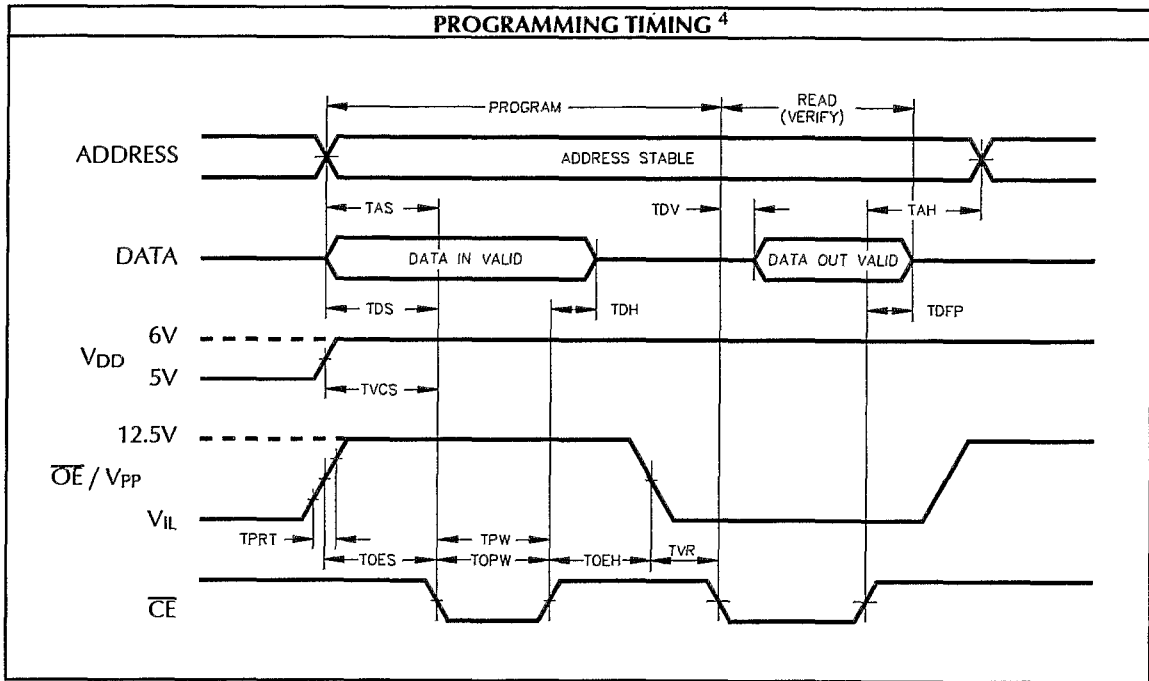 PROGRAMMING TIMING 4
PROGRAM
READ
(VERIFY)
ADDRESS
ADDRESS STABLE
TAS
TDV
TAH
DATA
DATA IN VALID
DATA OUT VALID
TDS
TDH
TDFP
6V
VDD
5V
TVCS
12.5V
OE / VPP
VIL
TPRT
TPW
TOES
TOPW
TOEH
TVR
CE